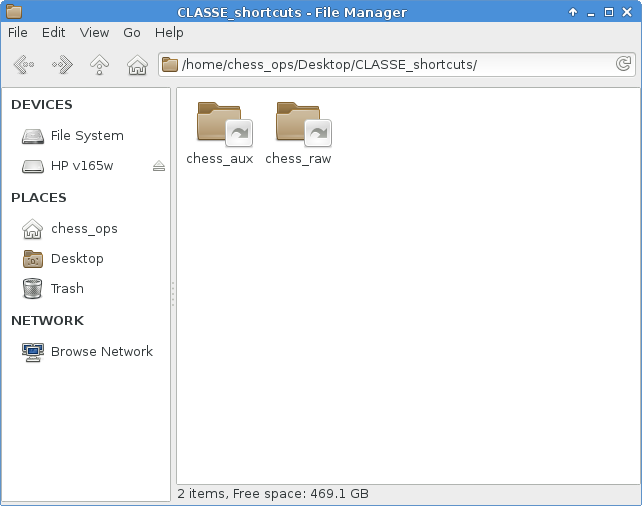 CLASSE_shortcuts - File Manager
File Edit View Go Help
/home/chess_ops/Desktop/CLASSE_shortcuts/
DEVICES
File System
HP v165w
PLACES
chess_ops
Desktop
Trash
NETWORK
Browse Network
chess_aux chess_raw
2 items, Free space: 469.1 GB